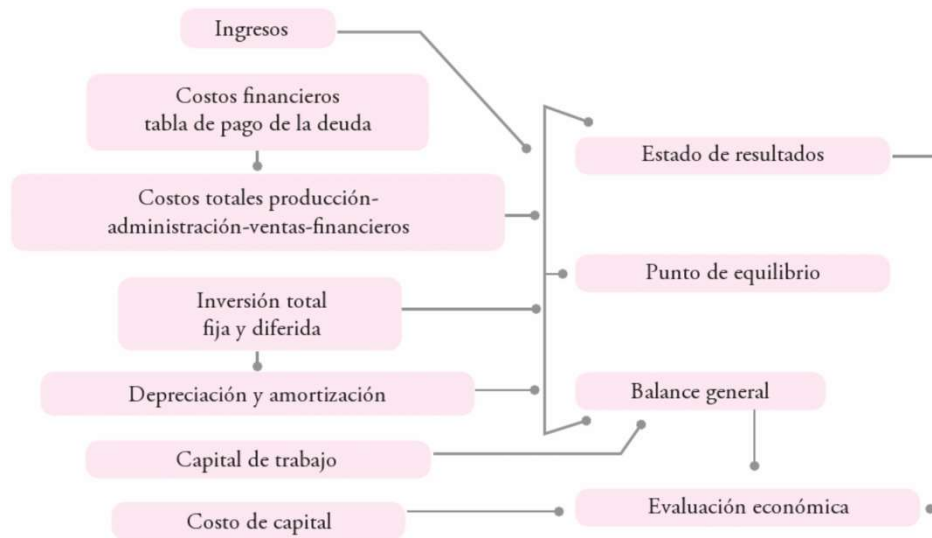 Ingresos
Costos financieros
tabla de pago de la deuda
Costos totales producción-
administración-ventas-financieros
Inversión total
fija y diferida
Depreciación y amortización
Capital de trabajo
Costo de capital
Estado de resultados
Punto de equilibrio
Balance general
Evaluación económica